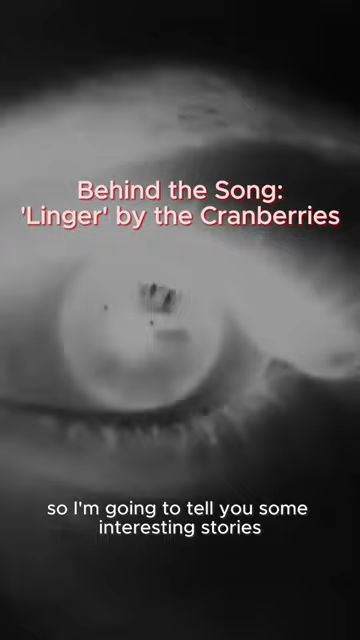 Behind the Song:
'Linger' by the Cranberries
so I'm going to tell you some
interesting stories